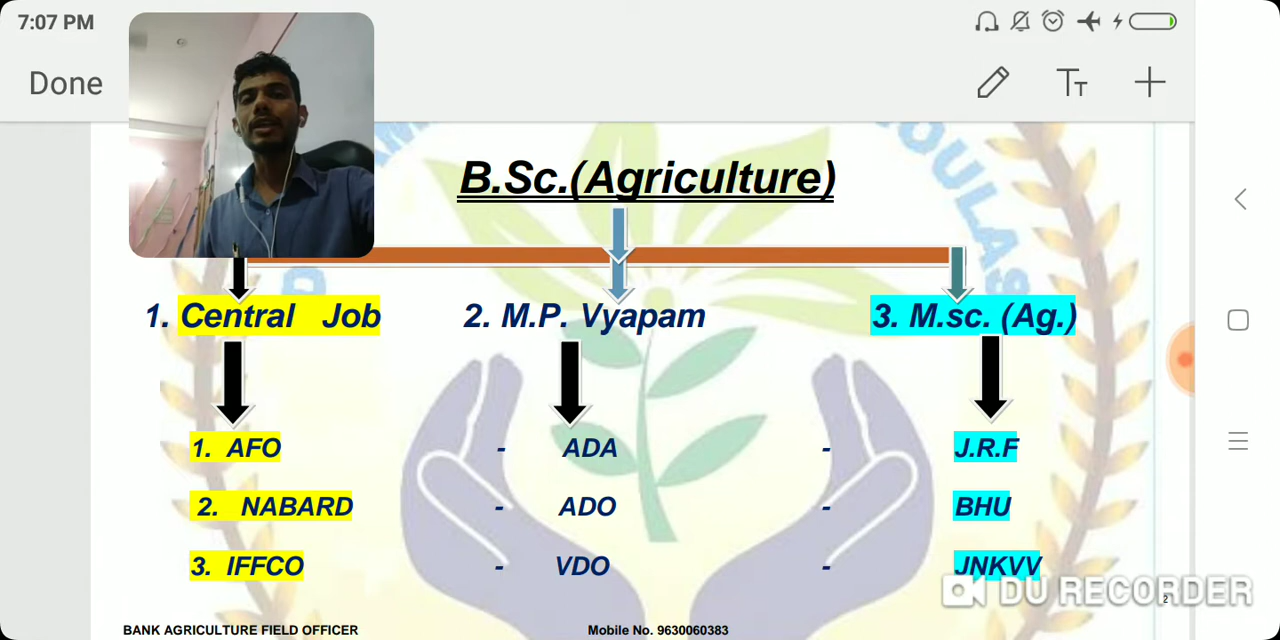 7:07 PM
Done
B.Sc.(Agriculture)
1. Central Job
2. M.P. Vyapam
3. M.sc. (Ag.)
1. AFO - ADA - J.R.F
2. NABARD - ADO - BHU
3. IFFCO - VDO - JNKVV
DU RECORDER
2
BANK AGRICULTURE FIELD OFFICER
Mobile No. 9630060383